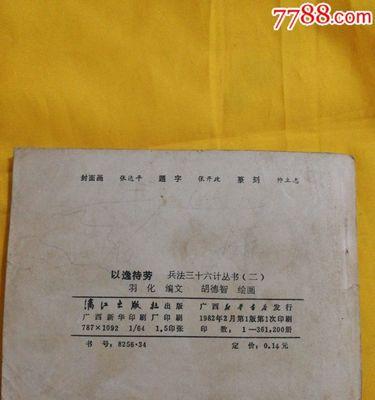 7788.com
封面画 张达平 题字 张开政 篆刻
以逸待劳 兵法三十六计丛书(二)
羽化 编文 胡德智 绘画
漓江出版社出版 广西新华书店发行
广西新华印刷厂印刷 1982年2月第1版第1次印刷
787×1092 1/64 1.5印张 印数:1—361,200册
书号:8256·34 定价:0.14元